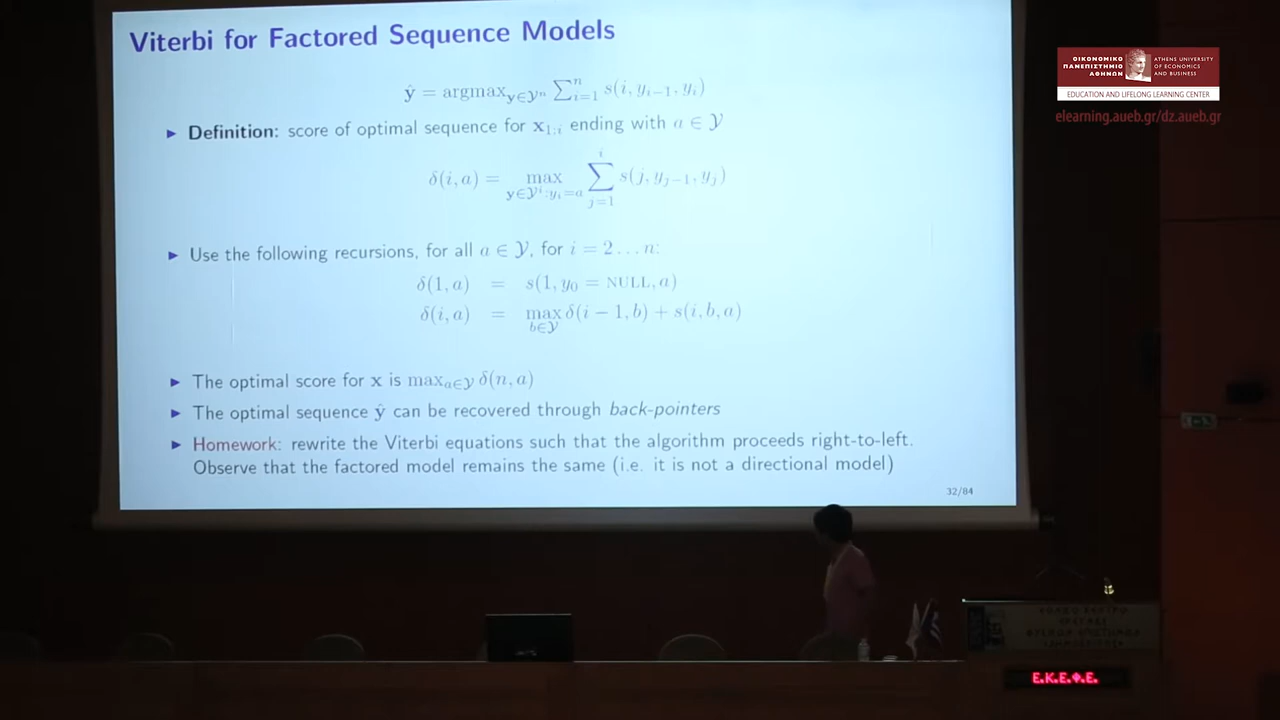 Viterbi for Factored Sequence Models
ŷ = argmax_{y∈𝒴ⁿ} ∑_{i=1}^{n} s(i, y_{i−1}, y_i)
► Definition: score of optimal sequence for x_{1:i} ending with a ∈ 𝒴
δ(i, a) = max_{y∈𝒴^i:y_i=a} ∑_{j=1}^{i} s(j, y_{j−1}, y_j)
► Use the following recursions, for all a ∈ 𝒴, for i = 2 . . . n:
δ(1, a) = s(1, y_0 = NULL, a)
δ(i, a) = max_{b∈𝒴} δ(i − 1, b) + s(i, b, a)
► The optimal score for x is max_{a∈𝒴} δ(n, a)
► The optimal sequence ŷ can be recovered through back-pointers
► Homework: rewrite the Viterbi equations such that the algorithm proceeds right-to-left.
Observe that the factored model remains the same (i.e. it is not a directional model)
32/84
ΟΙΚΟΝΟΜΙΚΟ
ΠΑΝΕΠΙΣΤΗΜΙΟ
ΑΘΗΝΩΝ
ATHENS UNIVERSITY
OF ECONOMICS
AND BUSINESS
EDUCATION AND LIFELONG LEARNING CENTER
elearning.aueb.gr/dz.aueb.gr
Ε.Κ.Ε.Φ.Ε.